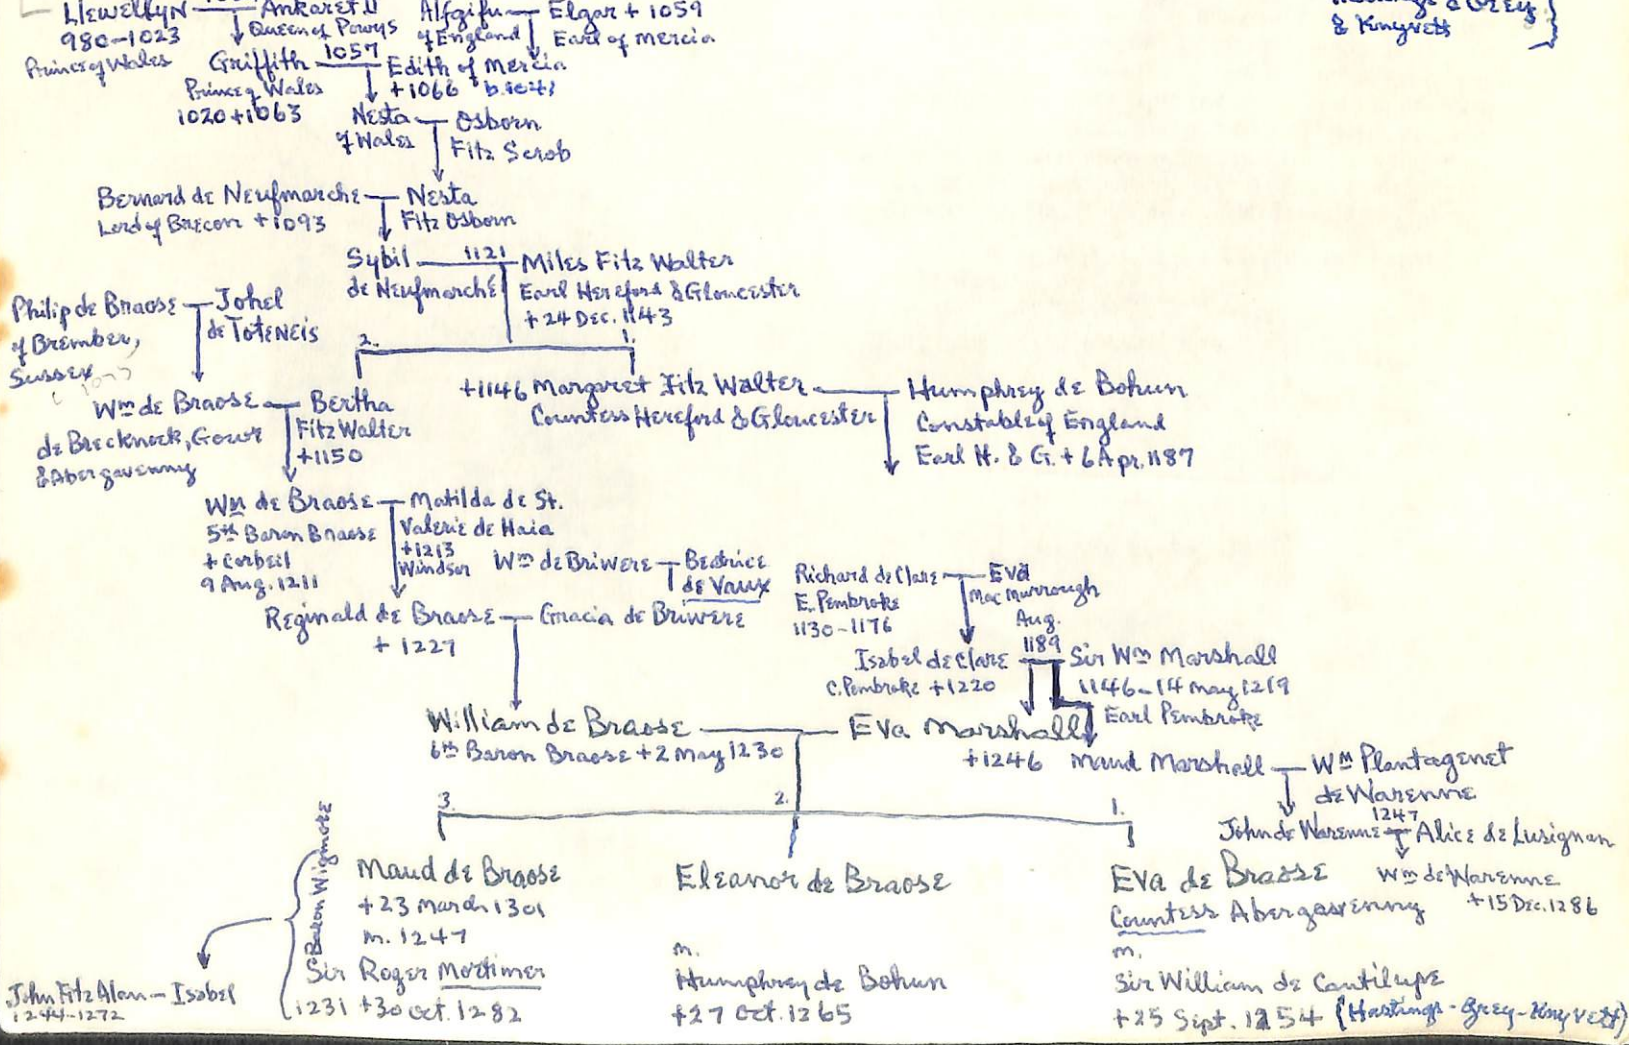 Llewellyn
980-1023
Prince of Wales
Ankaret II
Queen of Powys
Alfgifu
of England
Elgar + 1059
Earl of Mercia
& Knyvetts
Griffith
Prince of Wales
1020 + 1063
1057
Edith of Mercia
+ 1066
Nesta
of Wales
Osborn
Fitz Scrob
Bernard de Neufmarche
Lord of Brecon + 1093
Nesta
Fitz Osborn
Sybil
de Neufmarché
1121
Miles Fitz Walter
Earl Hereford & Gloucester
+ 24 Dec. 1143
Philip de Braose
of Brember,
Sussex
Johel
de Toteneis
2.
1.
Wm de Braose
de Brecknock, Gower
& Abergavenny
Bertha
Fitz Walter
+1150
+1146 Margaret Fitz Walter
Countess Hereford & Gloucester
Humphrey de Bohun
Constable of England
Earl H. & G. + 6 Apr. 1187
Wm de Braose
5th Baron Braose
+ Corbeil
9 Aug. 1211
Matilda de St.
Valerie de Haia
+1213
Windsor
Wm de Briwere
Beatrice
de Vaux
Reginald de Braose
+ 1227
Gracia de Briwere
Richard de Clare
E. Pembroke
1130-1176
Eva
Mac Murrough
Aug.
1189
Isabel de Clare
C. Pembroke + 1220
Sir Wm Marshall
1146-14 May 1219
Earl Pembroke
William de Braose
6th Baron Braose + 2 May 1230
Eva Marshall
+1246
Maud Marshall
Wm Plantagenet
de Warenne
John de Warenne
1247
Alice de Lusignan
Wm de Warenne
+ 15 Dec. 1286
3.
2.
1.
Baron Wigmore
Maud de Braose
+ 23 March 1301
m. 1247
Sir Roger Mortimer
1231 + 30 Oct. 1282
John Fitz Alan - Isabel
1244-1272
Eleanor de Braose
m.
Humphrey de Bohun
+ 27 Oct. 1265
Eva de Braose
Countess Abergavenny
m.
Sir William de Cantilupe
+ 25 Sept. 1254 (Hastings-Grey-Knyvett)